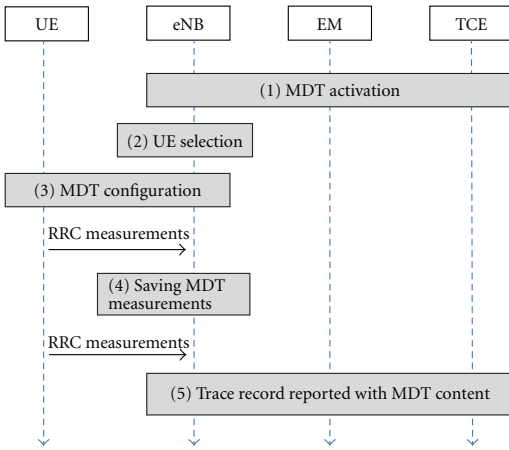 UE
eNB
EM
TCE
(1) MDT activation
(2) UE selection
(3) MDT configuration
RRC measurements
(4) Saving MDT
measurements
RRC measurements
(5) Trace record reported with MDT content